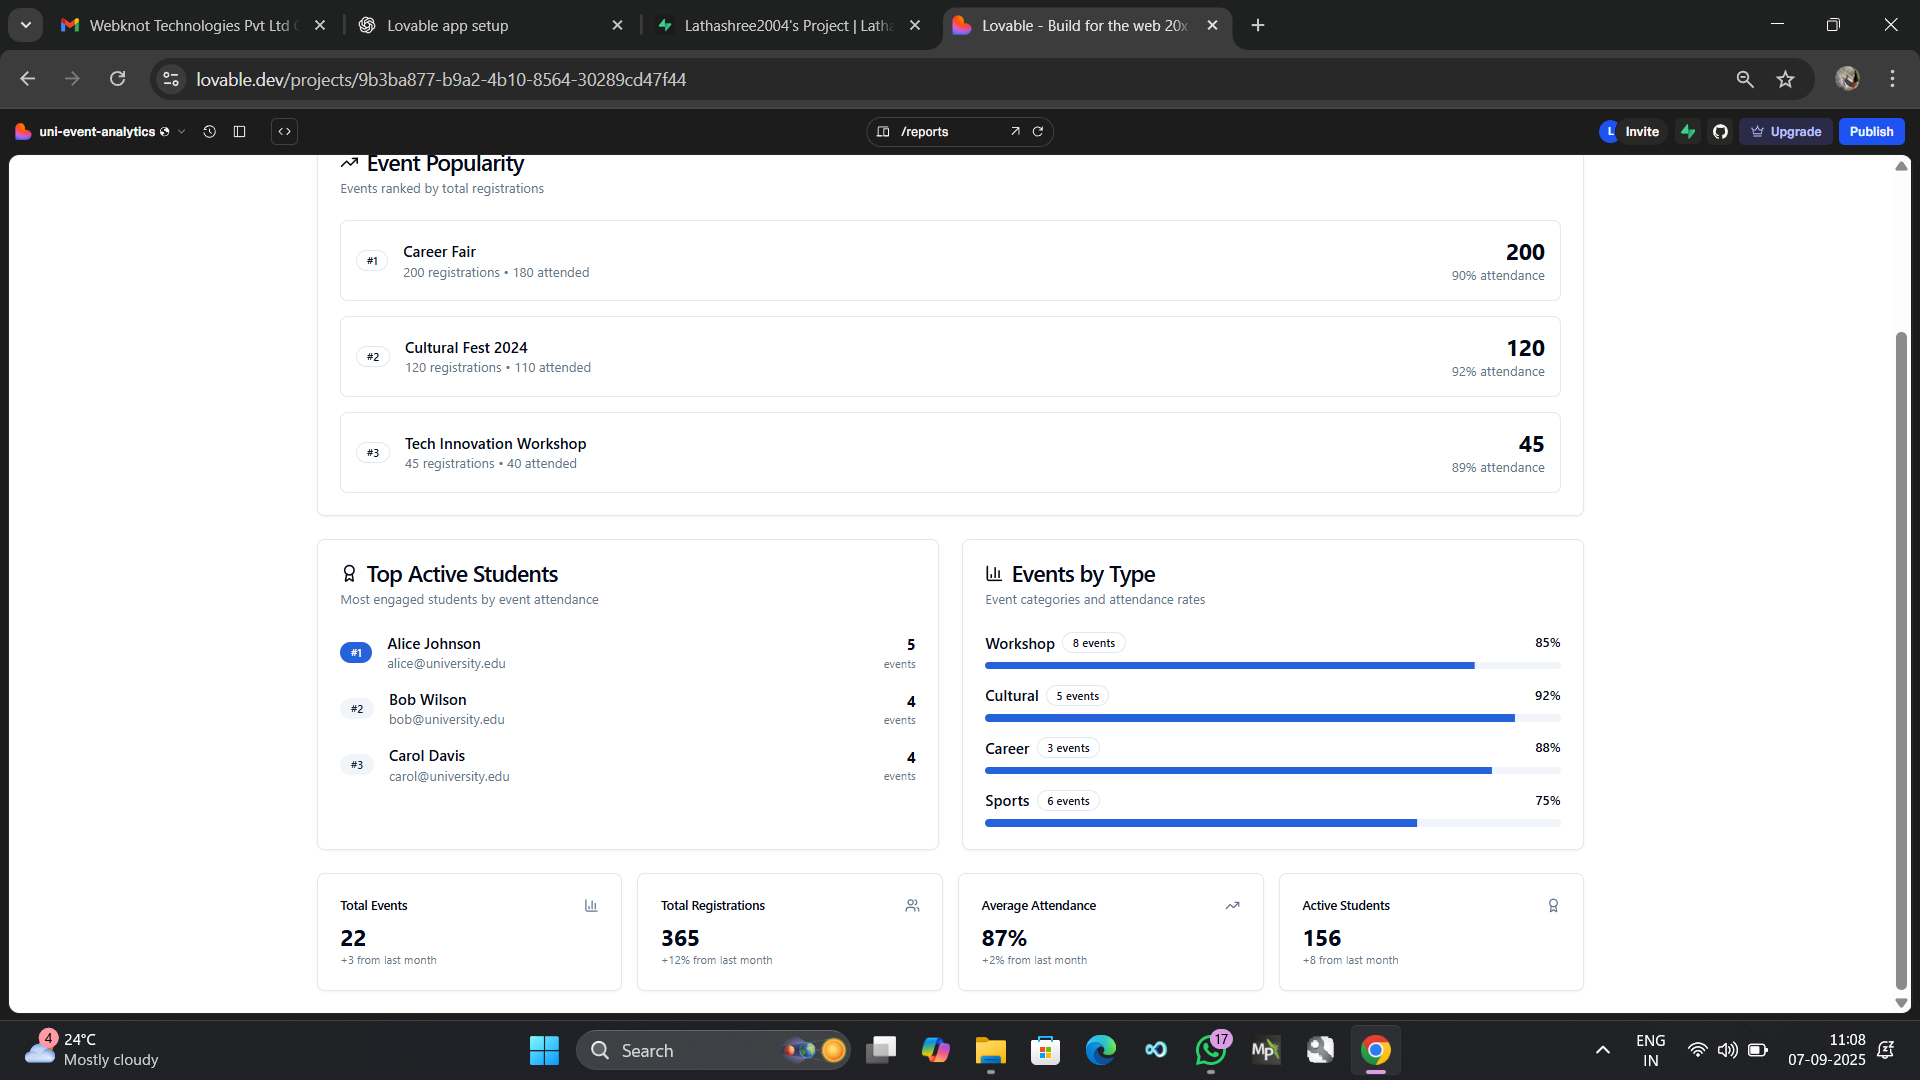 Webknot Technologies Pvt Ltd
Lovable app setup
Lathashree2004's Project | Latha
Lovable - Build for the web 20x
lovable.dev/projects/9b3ba877-b9a2-4b10-8564-30289cd47f44
uni-event-analytics
/reports
L Invite
Upgrade
Publish
Event Popularity
Events ranked by total registrations
#1
Career Fair
200 registrations • 180 attended
200
90% attendance
#2
Cultural Fest 2024
120 registrations • 110 attended
120
92% attendance
#3
Tech Innovation Workshop
45 registrations • 40 attended
45
89% attendance
Top Active Students
Most engaged students by event attendance
#1
Alice Johnson
alice@university.edu
5
events
#2
Bob Wilson
bob@university.edu
4
events
#3
Carol Davis
carol@university.edu
4
events
Events by Type
Event categories and attendance rates
Workshop 8 events 85%
Cultural 5 events 92%
Career 3 events 88%
Sports 6 events 75%
Total Events
22
+3 from last month
Total Registrations
365
+12% from last month
Average Attendance
87%
+2% from last month
Active Students
156
+8 from last month
4
24°C
Mostly cloudy
Search
17
Mp
ENG
IN
11:08
07-09-2025